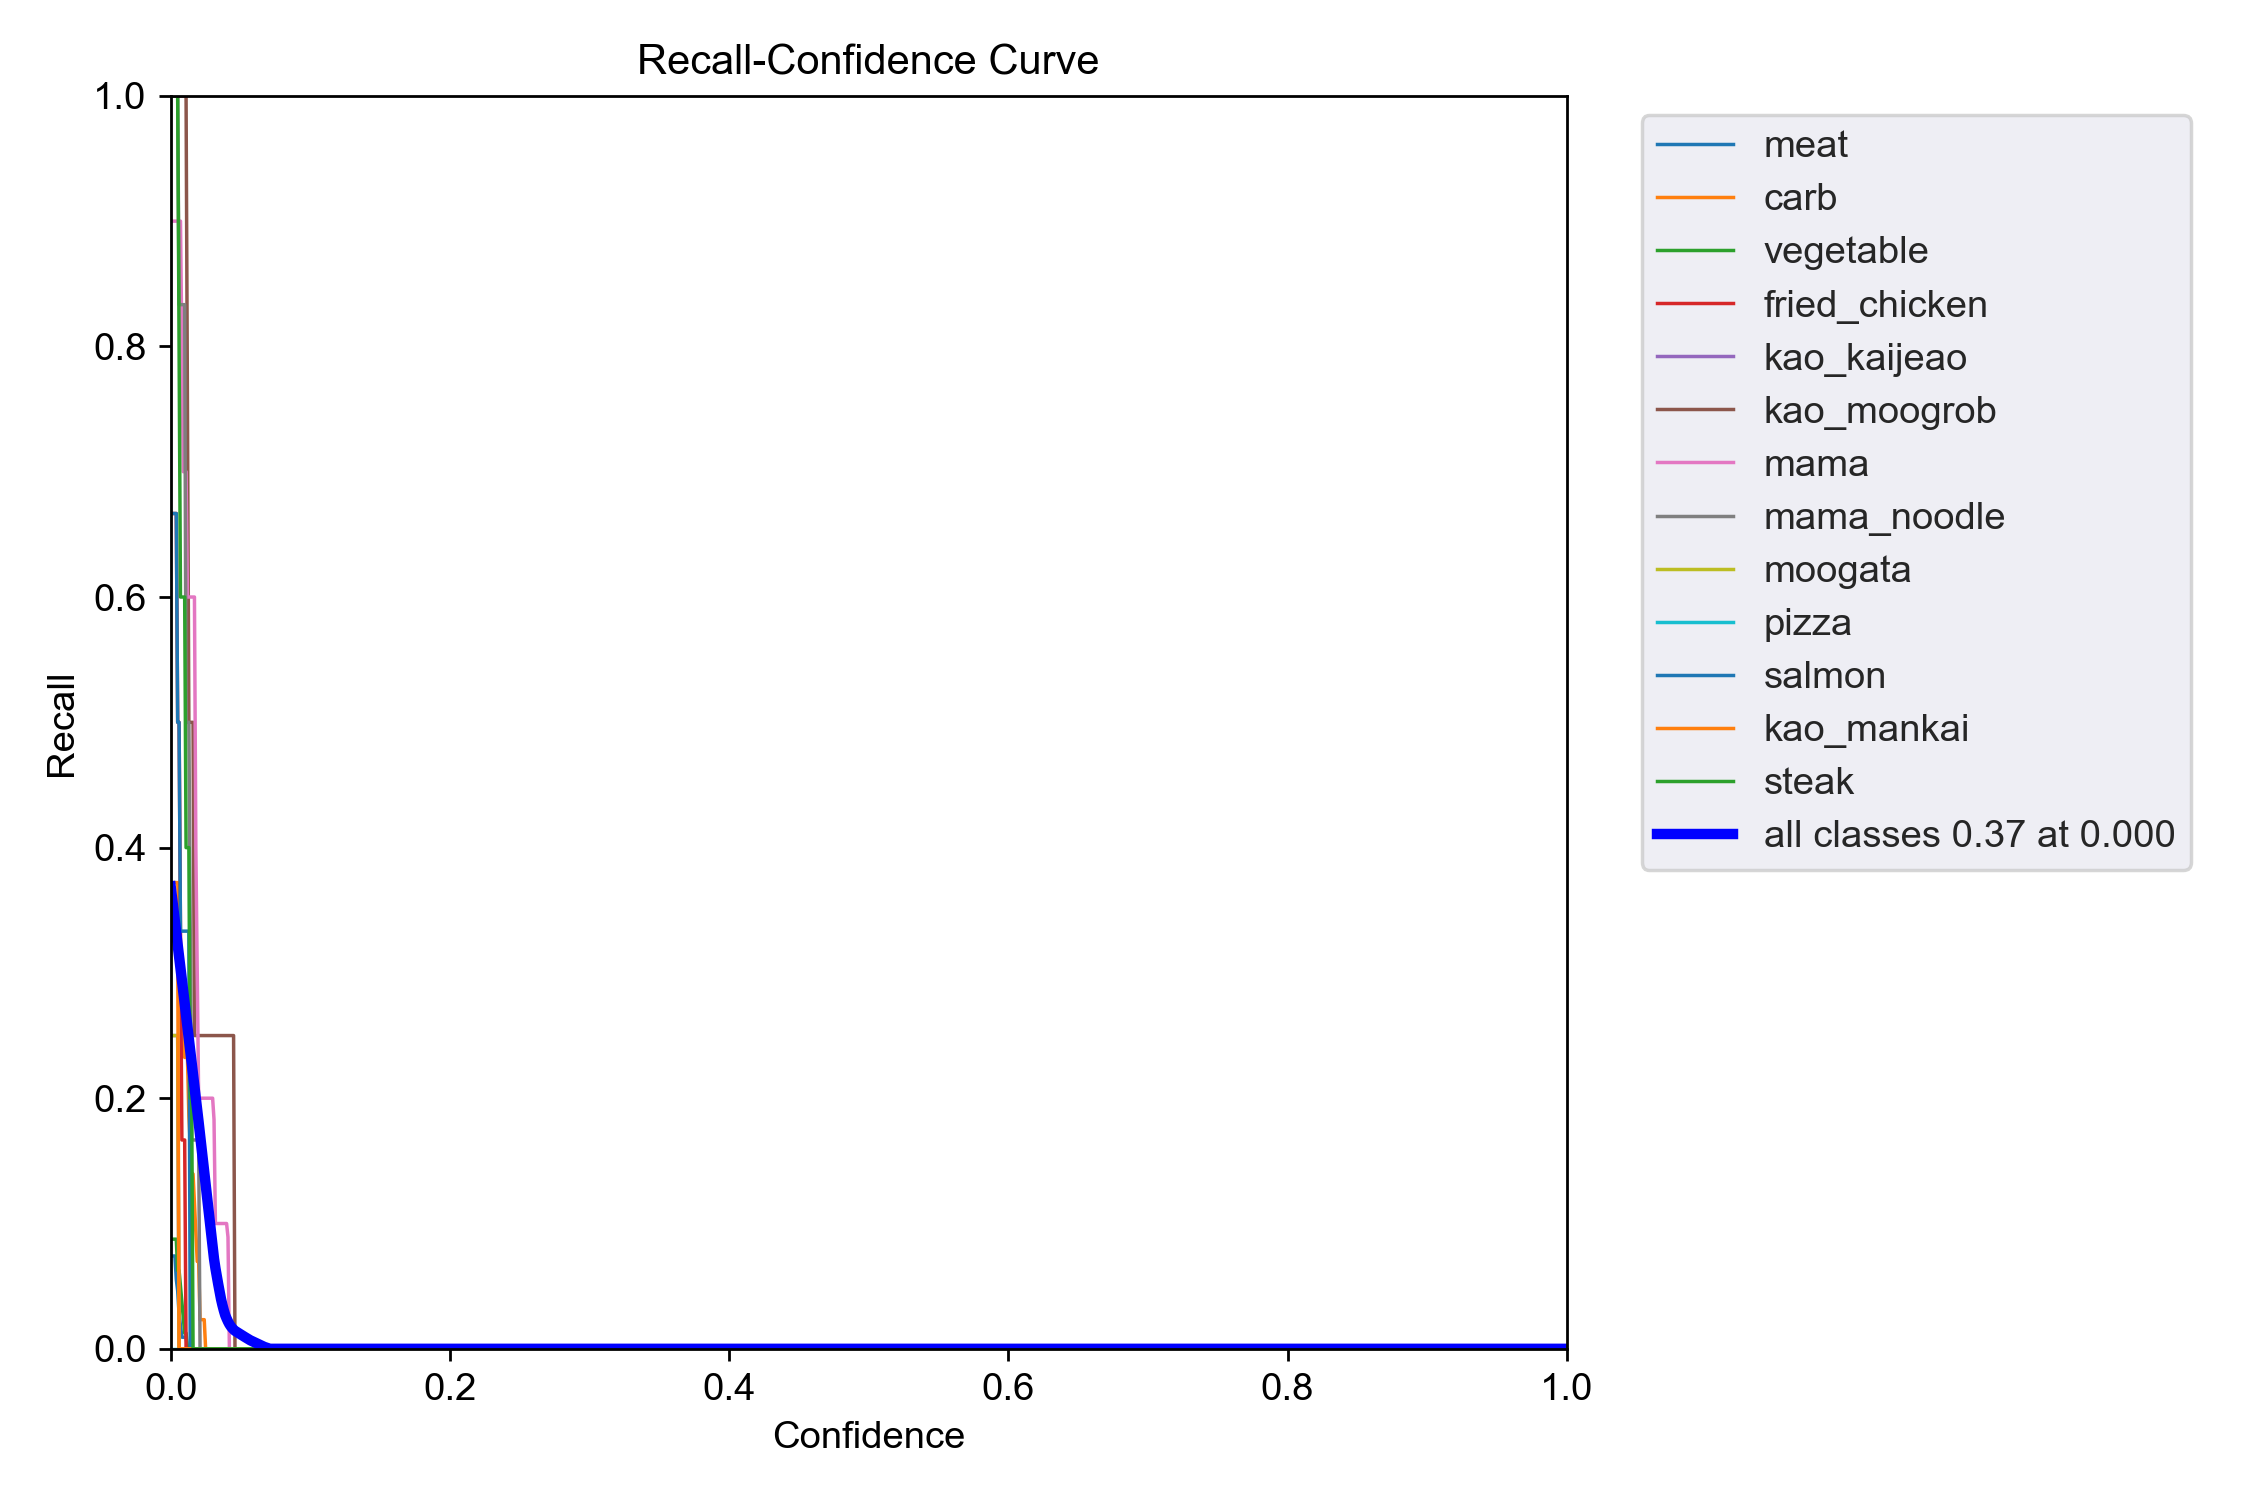 Recall-Confidence Curve
1.0
0.8
0.6
0.4
0.2
0.0
Recall
0.0 0.2 0.4 0.6 0.8 1.0
Confidence
meat
carb
vegetable
fried_chicken
kao_kaijeao
kao_moogrob
mama
mama_noodle
moogata
pizza
salmon
kao_mankai
steak
all classes 0.37 at 0.000